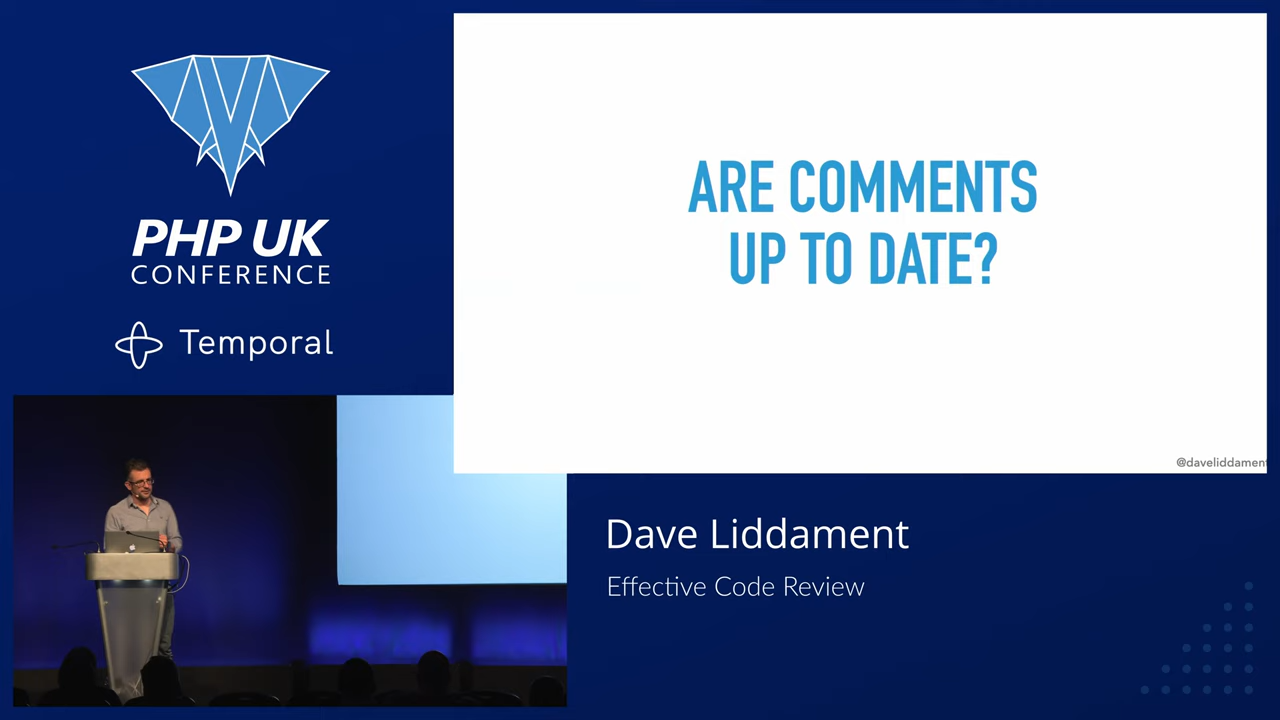 PHP UK
CONFERENCE
Temporal
ARE COMMENTS
UP TO DATE?
@daveliddament
Dave Liddament
Effective Code Review